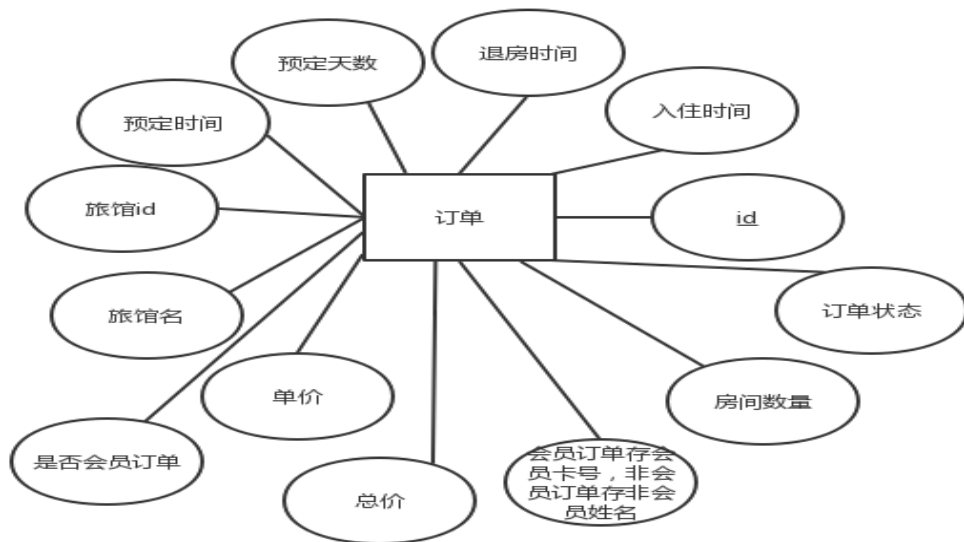 预定天数
退房时间
预定时间
入住时间
旅馆id
订单
id
旅馆名
订单状态
单价
房间数量
是否会员订单
会员订单存会
员卡号，非会
员订单存非会
员姓名
总价